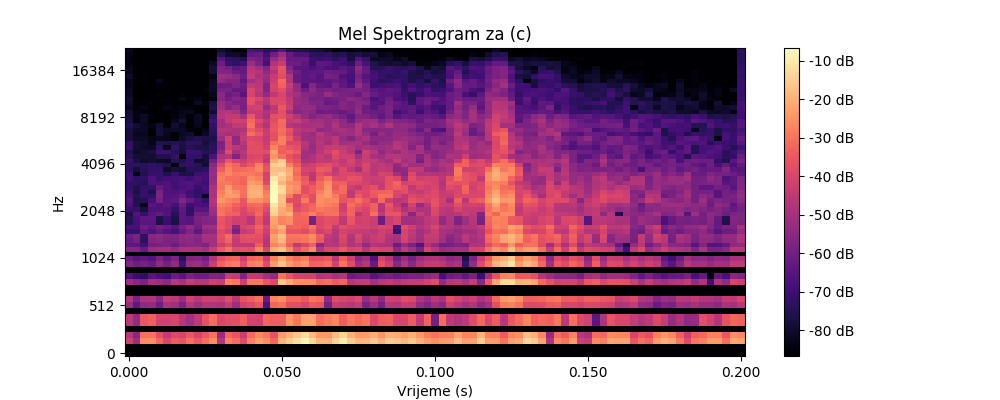 Mel Spektrogram za (c)
Hz
16384
8192
4096
2048
1024
512
0
0.000 0.050 0.100 0.150 0.200
Vrijeme (s)
-10 dB
-20 dB
-30 dB
-40 dB
-50 dB
-60 dB
-70 dB
-80 dB